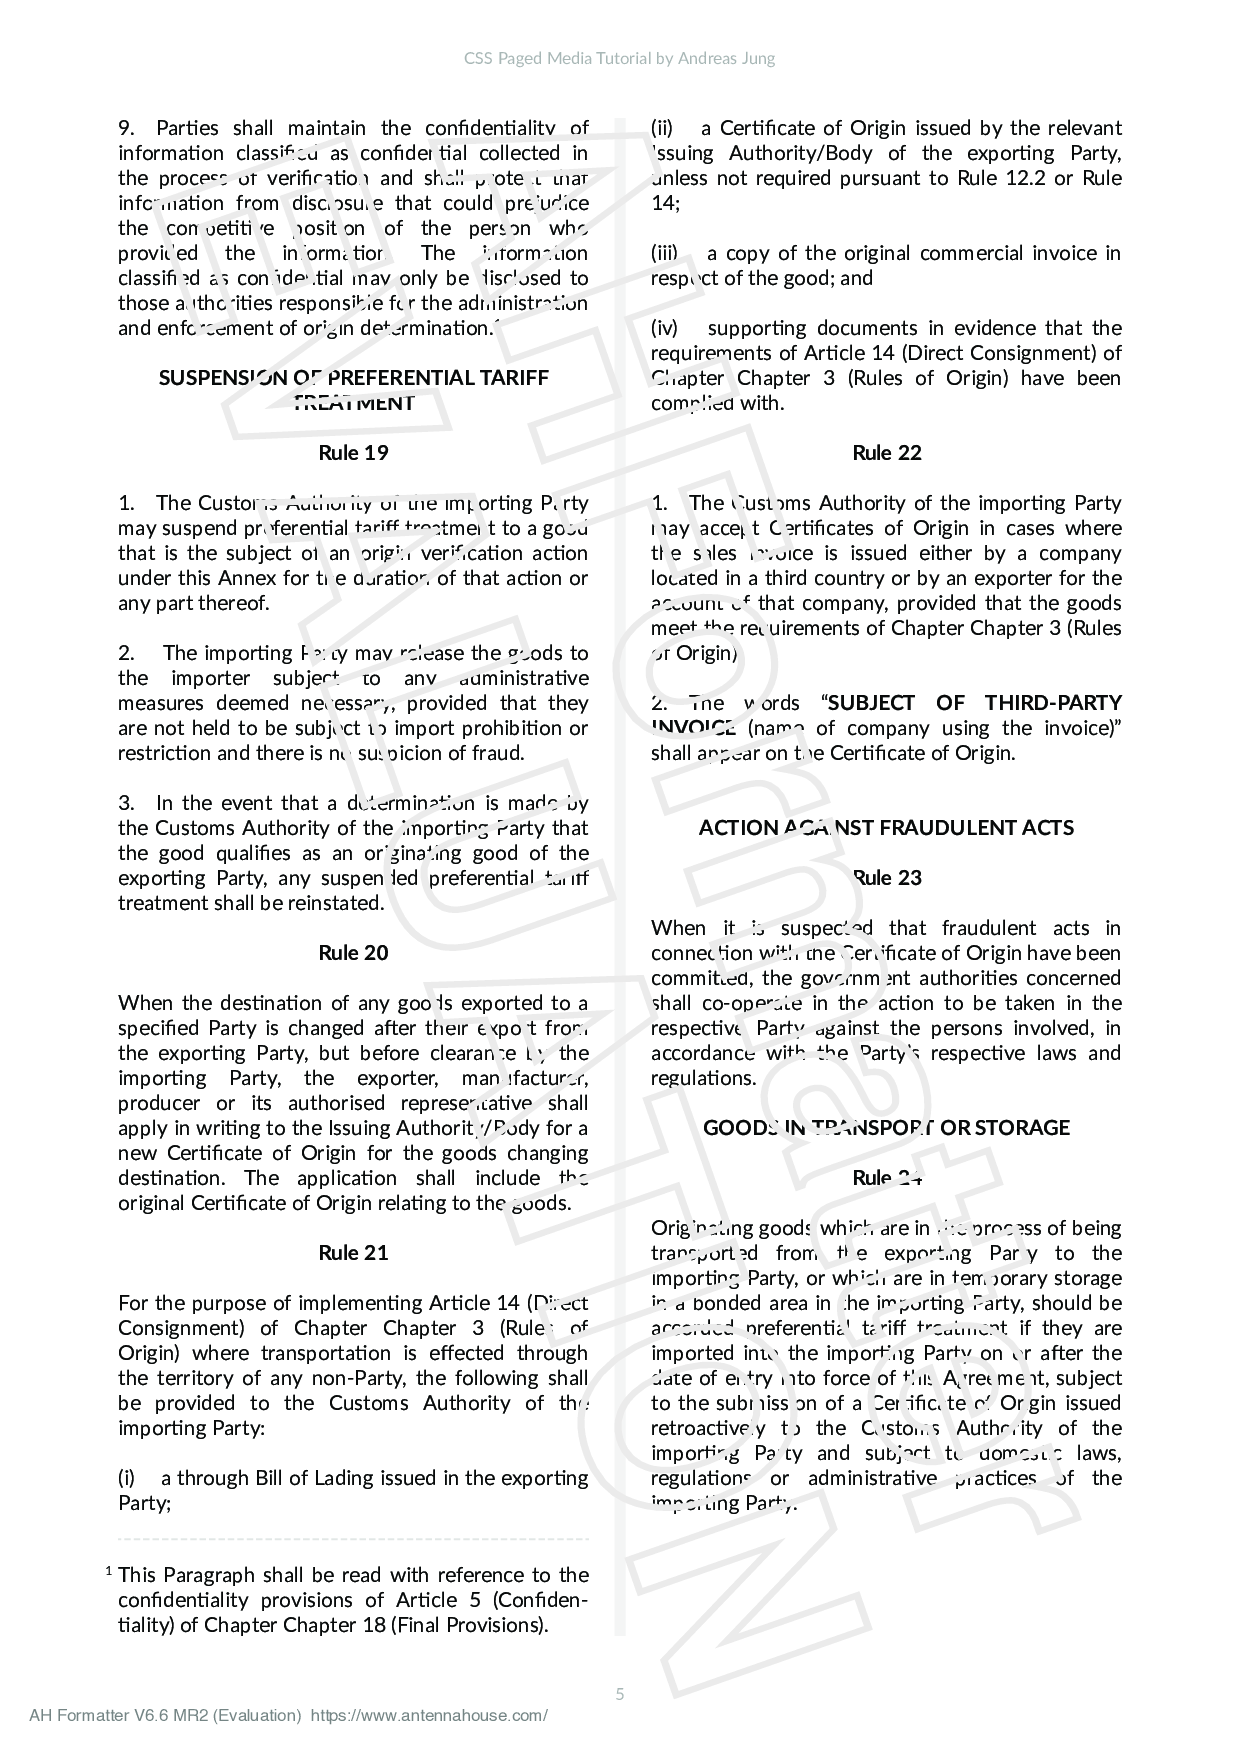 CSS Paged Media Tutorial by Andreas Jung
9. Parties shall maintain the confidentiality of
information classified as confidential collected in
the process of verification and shall protect that
information from disclosure that could prejudice
the competitive position of the person who
provided the information. The information
classified as confidential may only be disclosed to
those authorities responsible for the administration
and enforcement of origin determination.¹
SUSPENSION OF PREFERENTIAL TARIFF
TREATMENT
Rule 19
1. The Customs Authority of the importing Party
may suspend preferential tariff treatment to a good
that is the subject of an origin verification action
under this Annex for the duration of that action or
any part thereof.
2. The importing Party may release the goods to
the importer subject to any administrative
measures deemed necessary, provided that they
are not held to be subject to import prohibition or
restriction and there is no suspicion of fraud.
3. In the event that a determination is made by
the Customs Authority of the importing Party that
the good qualifies as an originating good of the
exporting Party, any suspended preferential tariff
treatment shall be reinstated.
Rule 20
When the destination of any goods exported to a
specified Party is changed after their export from
the exporting Party, but before clearance by the
importing Party, the exporter, manufacturer,
producer or its authorised representative shall
apply in writing to the Issuing Authority/Body for a
new Certificate of Origin for the goods changing
destination. The application shall include the
original Certificate of Origin relating to the goods.
Rule 21
For the purpose of implementing Article 14 (Direct
Consignment) of Chapter Chapter 3 (Rules of
Origin) where transportation is effected through
the territory of any non-Party, the following shall
be provided to the Customs Authority of the
importing Party:
(i) a through Bill of Lading issued in the exporting
Party;
1 This Paragraph shall be read with reference to the
confidentiality provisions of Article 5 (Confiden-
tiality) of Chapter Chapter 18 (Final Provisions).
(ii) a Certificate of Origin issued by the relevant
Issuing Authority/Body of the exporting Party,
unless not required pursuant to Rule 12.2 or Rule
14;
(iii) a copy of the original commercial invoice in
respect of the good; and
(iv) supporting documents in evidence that the
requirements of Article 14 (Direct Consignment) of
Chapter Chapter 3 (Rules of Origin) have been
complied with.
Rule 22
1. The Customs Authority of the importing Party
may accept Certificates of Origin in cases where
the sales invoice is issued either by a company
located in a third country or by an exporter for the
account of that company, provided that the goods
meet the requirements of Chapter Chapter 3 (Rules
of Origin)
2. The words “SUBJECT OF THIRD-PARTY
INVOICE (name of company using the invoice)”
shall appear on the Certificate of Origin.
ACTION AGAINST FRAUDULENT ACTS
Rule 23
When it is suspected that fraudulent acts in
connection with the Certificate of Origin have been
committed, the government authorities concerned
shall co-operate in the action to be taken in the
respective Party against the persons involved, in
accordance with the Party’s respective laws and
regulations.
GOODS IN TRANSPORT OR STORAGE
Rule 24
Originating goods which are in the process of being
transported from the exporting Party to the
importing Party, or which are in temporary storage
in a bonded area in the importing Party, should be
accorded preferential tariff treatment if they are
imported into the importing Party on or after the
date of entry into force of this Agreement, subject
to the submission of a Certificate of Origin issued
retroactively to the Customs Authority of the
importing Party and subject to domestic laws,
regulations or administrative practices of the
importing Party.
AH Formatter
EVALUATION
5
AH Formatter V6.6 MR2 (Evaluation) https://www.antennahouse.com/